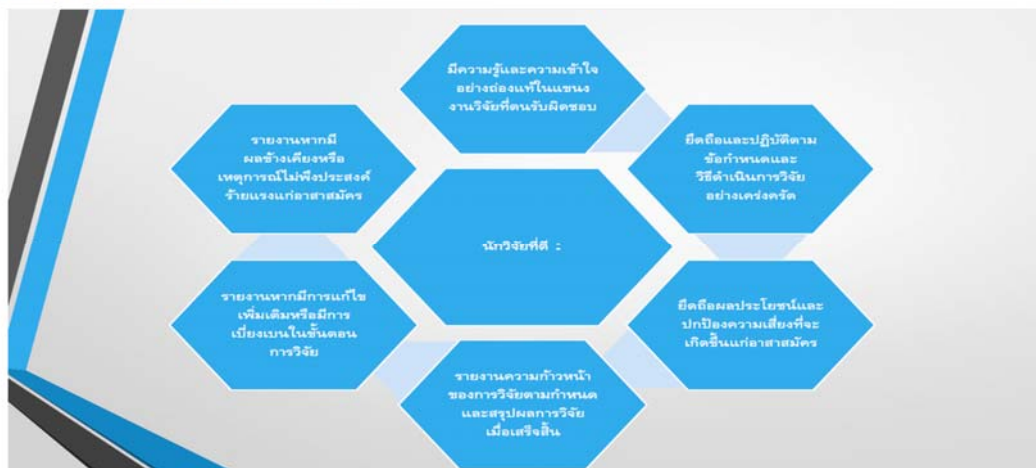 มีความรู้และความเข้าใจ
อย่างถ่องแท้ในแขนง
งานวิจัยที่ตนรับผิดชอบ
ยึดถือและปฏิบัติตาม
ข้อกำหนดและ
วิธีดำเนินการวิจัย
อย่างเคร่งครัด
ยึดถือผลประโยชน์และ
ปกป้องความเสี่ยงที่จะ
เกิดขึ้นแก่อาสาสมัคร
รายงานความก้าวหน้า
ของการวิจัยตามกำหนด
และสรุปผลการวิจัย
เมื่อเสร็จสิ้น
รายงานหากมีการแก้ไข
เพิ่มเติมหรือมีการ
เบี่ยงเบนในขั้นตอน
การวิจัย
รายงานหากมี
ผลข้างเคียงหรือ
เหตุการณ์ไม่พึงประสงค์
ร้ายแรงแก่อาสาสมัคร
นักวิจัยที่ดี :